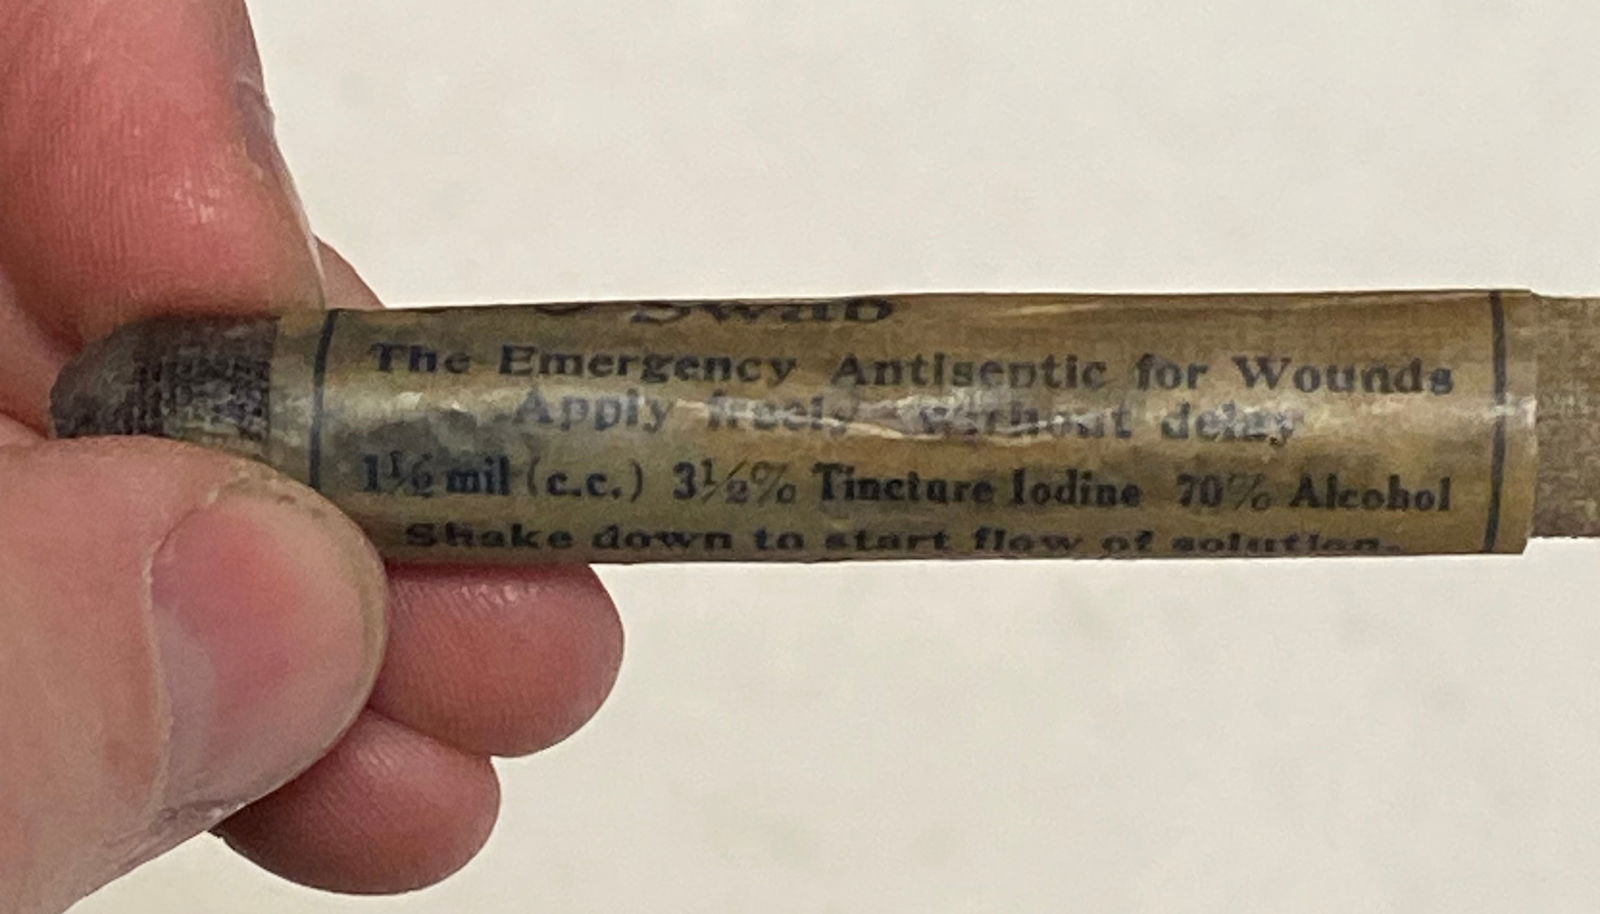 Swab
The Emergency Antiseptic for Wounds
Apply freely without delay
1½ mil (c.c.) 3½% Tincture Iodine 70% Alcohol
Shake down to start flow of solution.